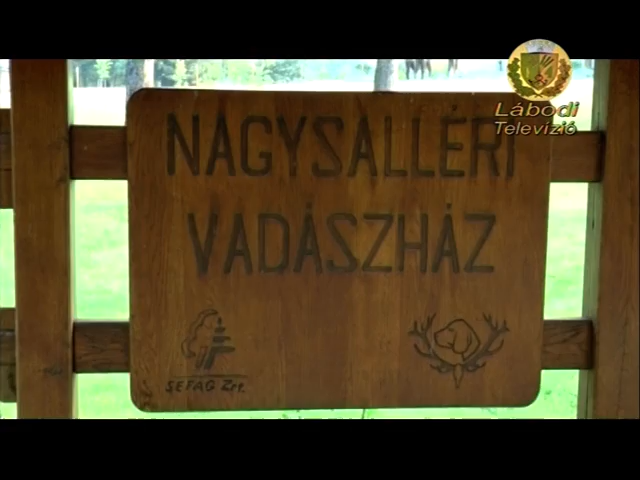 Lábodi
Televízió
NAGYSALLÉRI
VADÁSZHÁZ
SEFAG Zrt.